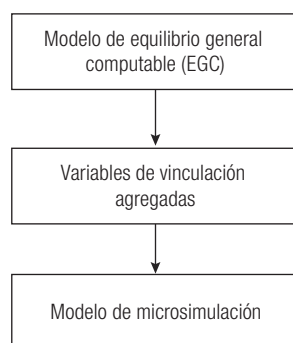 Modelo de equilibrio general
computable (EGC)
Variables de vinculación
agregadas
Modelo de microsimulación